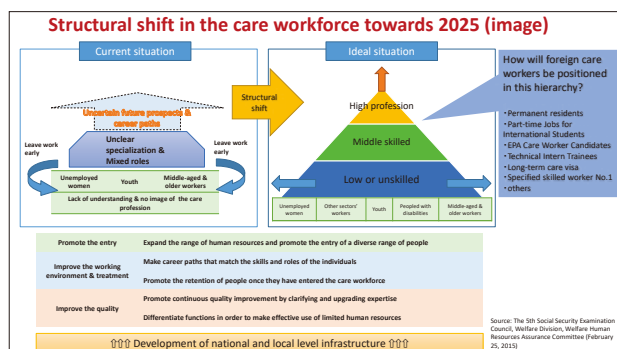 Structural shift in the care workforce towards 2025 (image)
Current situation
Uncertain future prospects &
career paths
Leave work
early
Unclear
specialization &
Mixed roles
Leave work
early
Unemployed
women
Youth
Middle-aged &
older workers
Lack of understanding & no image of the care
profession
Structural
shift
Ideal situation
High profession
Middle skilled
Low or unskilled
Unemployed
women
Other sectors'
workers
Youth
Peopled with
disabilities
Middle-aged &
older workers
How will foreign care
workers be positioned
in this hierarchy?
・Permanent residents
・Part-time Jobs for
International Students
・EPA Care Worker Candidates
・Technical Intern Trainees
・Long-term care visa
・Specified skilled worker No.1
・others
Promote the entry
Expand the range of human resources and promote the entry of a diverse range of people
Improve the working
environment & treatment
Make career paths that match the skills and roles of the individuals
Promote the retention of people once they have entered the care workforce
Improve the quality
Promote continuous quality improvement by clarifying and upgrading expertise
Differentiate functions in order to make effective use of limited human resources
⇧⇧⇧ Development of national and local level infrastructure ⇧⇧⇧
Source: The 5th Social Security Examination
Council, Welfare Division, Welfare Human
Resources Assurance Committee (February
25, 2015)